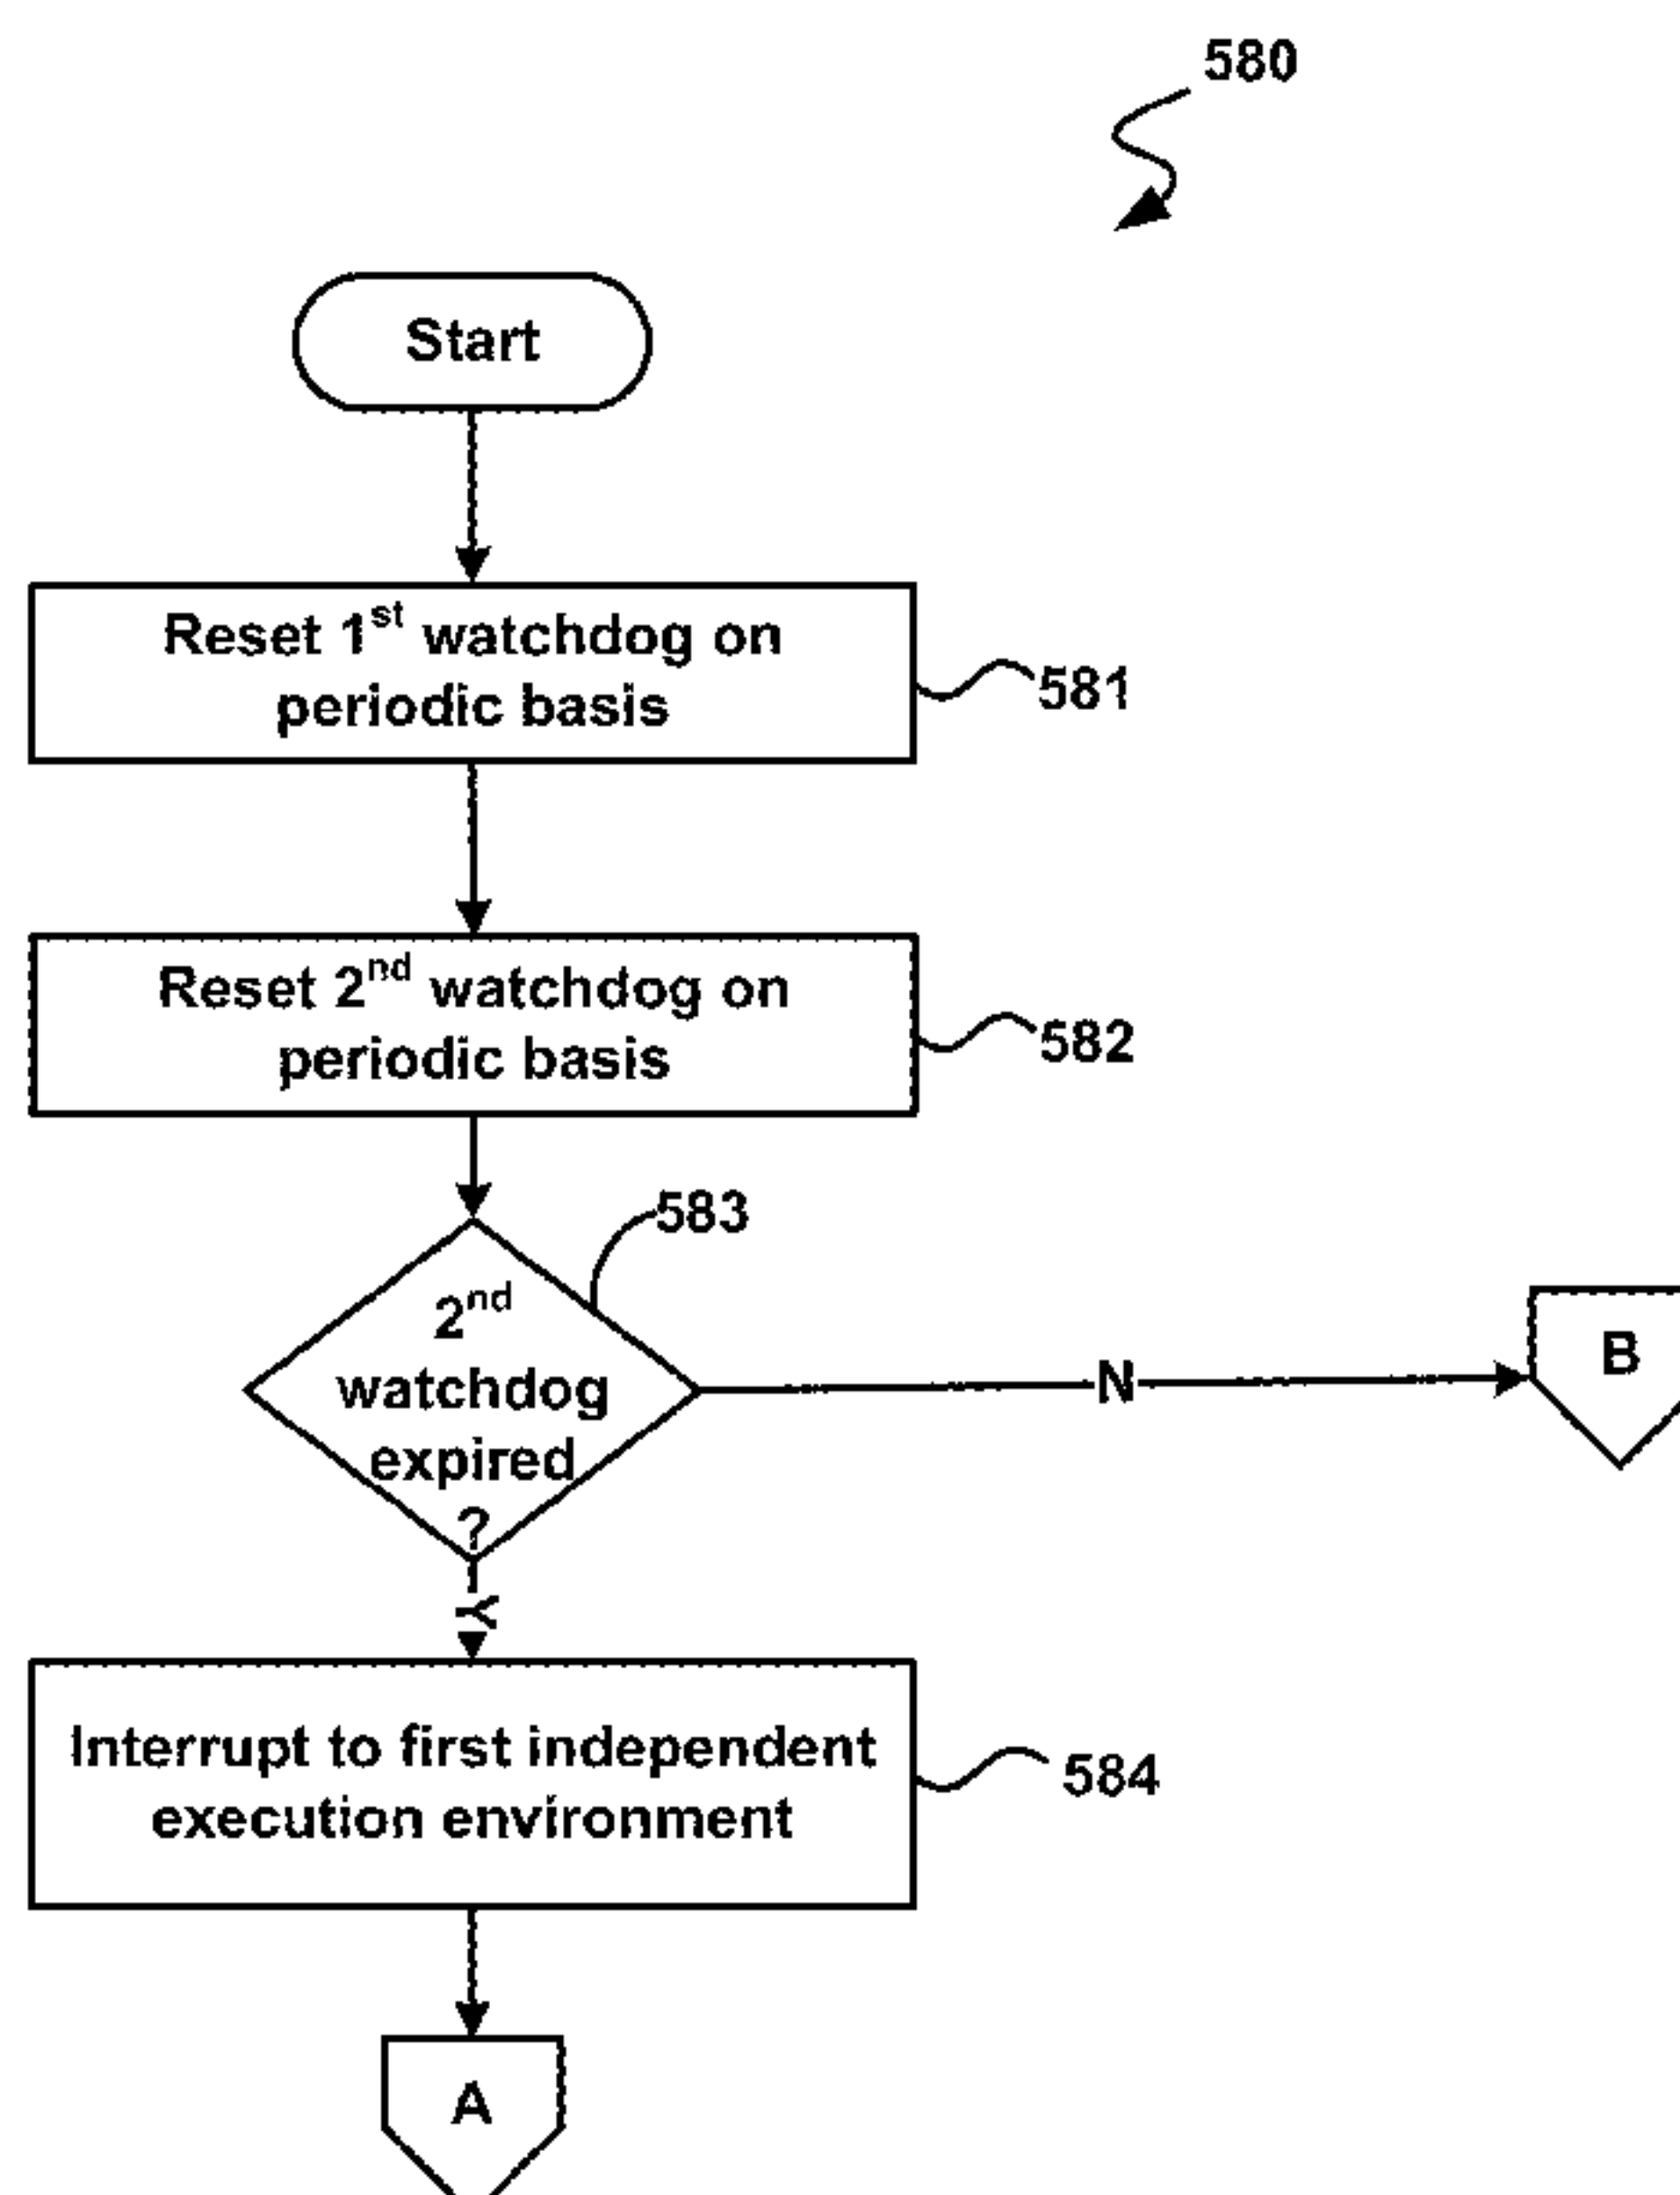 580
Start
Reset 1st watchdog on
periodic basis
581
Reset 2nd watchdog on
periodic basis
582
583
2nd
watchdog
expired
?
N
B
Y
Interrupt to first independent
execution environment
584
A